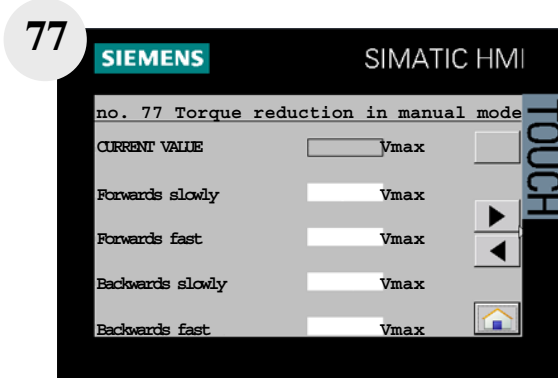 77
SIEMENS
SIMATIC HMI
TOUCH
no. 77 Torque reduction in manual mode
CURRENT VALUE Vmax
Forwards slowly Vmax
Forwards fast Vmax
Backwards slowly Vmax
Backwards fast Vmax